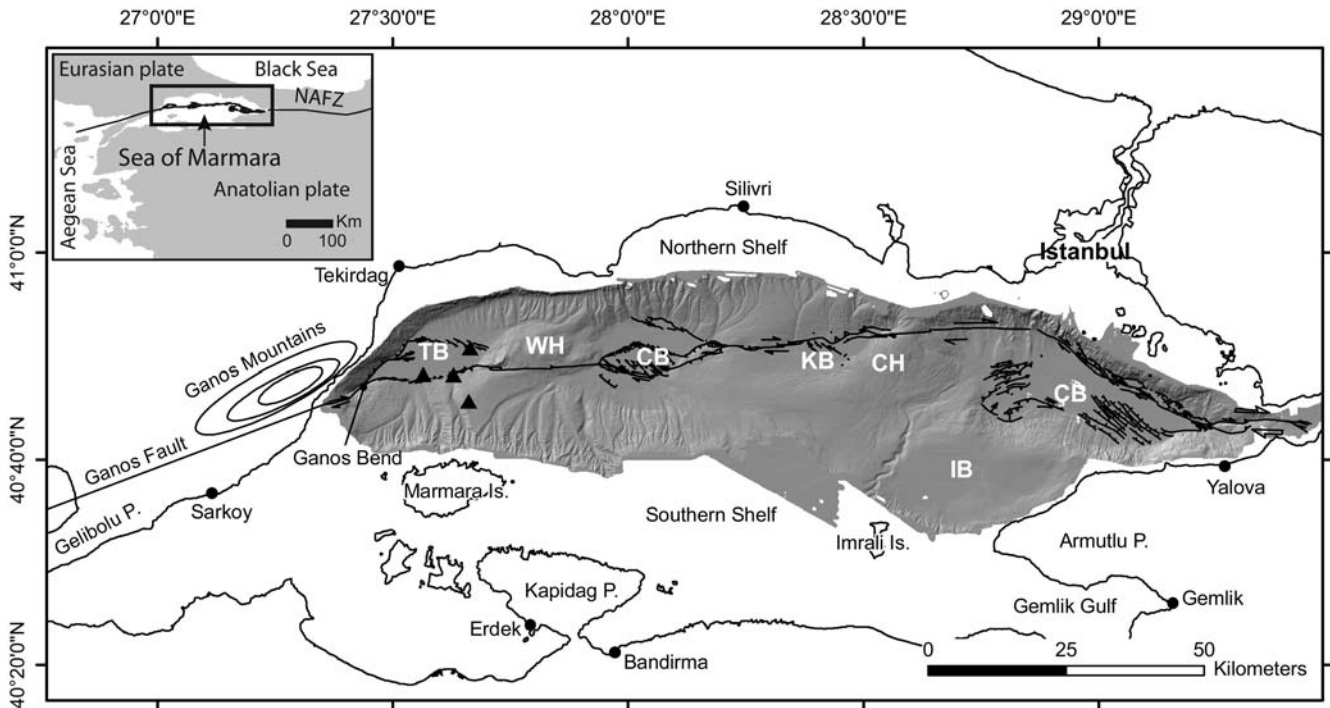 27°0'0"E
27°30'0"E
28°0'0"E
28°30'0"E
29°0'0"E
Eurasian plate
Black Sea
NAFZ
Sea of Marmara
Aegean Sea
Anatolian plate
Km
0 100
41°0'0"N
40°40'0"N
40°20'0"N
Silivri
Northern Shelf
Istanbul
Tekirdag
Ganos Mountains
TB
WH
CB
KB
CH
ÇB
IB
Ganos Fault
Ganos Bend
Gelibolu P.
Sarkoy
Marmara Is.
Southern Shelf
Imrali Is.
Yalova
Armutlu P.
Kapidag P.
Gemlik Gulf
Gemlik
Erdek
Bandirma
0 25 50
Kilometers